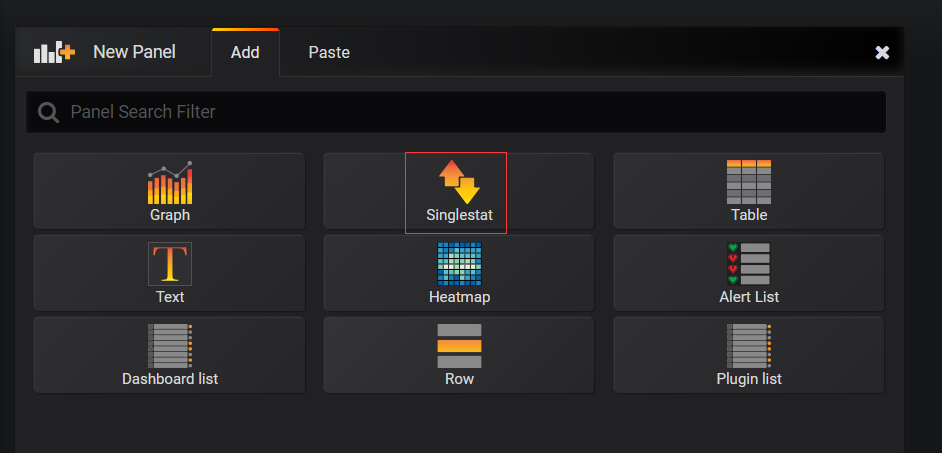 New Panel
Add
Paste
Panel Search Filter
Graph
Singlestat
Table
Text
Heatmap
Alert List
Dashboard list
Row
Plugin list